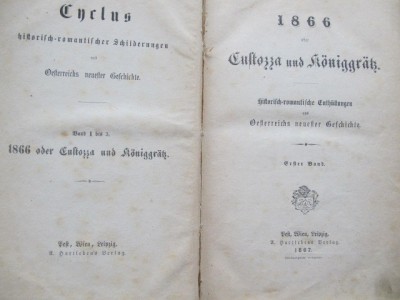 Cyclus
historisch-romantischer Schilderungen
aus
Oesterreichs neuester Geschichte.
Band 1 bis 3.
1866 oder Custozza und Königgrätz.
Pest, Wien, Leipzig.
A. Hartleben's Verlag
1866
oder
Custozza und Königgrätz.
Historisch-romantische Enthüllungen
aus
Oesterreichs neuester Geschichte.
Erster Band.
Pest, Wien, Leipzig.
A. Hartleben's Verlag
1867.